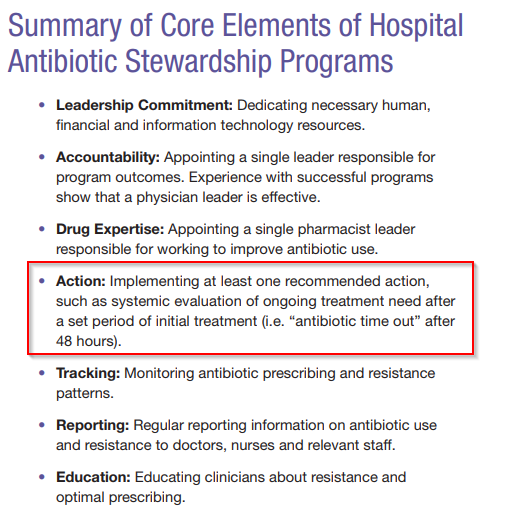 Summary of Core Elements of Hospital
Antibiotic Stewardship Programs
• Leadership Commitment: Dedicating necessary human,
financial and information technology resources.
• Accountability: Appointing a single leader responsible for
program outcomes. Experience with successful programs
show that a physician leader is effective.
• Drug Expertise: Appointing a single pharmacist leader
responsible for working to improve antibiotic use.
• Action: Implementing at least one recommended action,
such as systemic evaluation of ongoing treatment need after
a set period of initial treatment (i.e. “antibiotic time out” after
48 hours).
• Tracking: Monitoring antibiotic prescribing and resistance
patterns.
• Reporting: Regular reporting information on antibiotic use
and resistance to doctors, nurses and relevant staff.
• Education: Educating clinicians about resistance and
optimal prescribing.